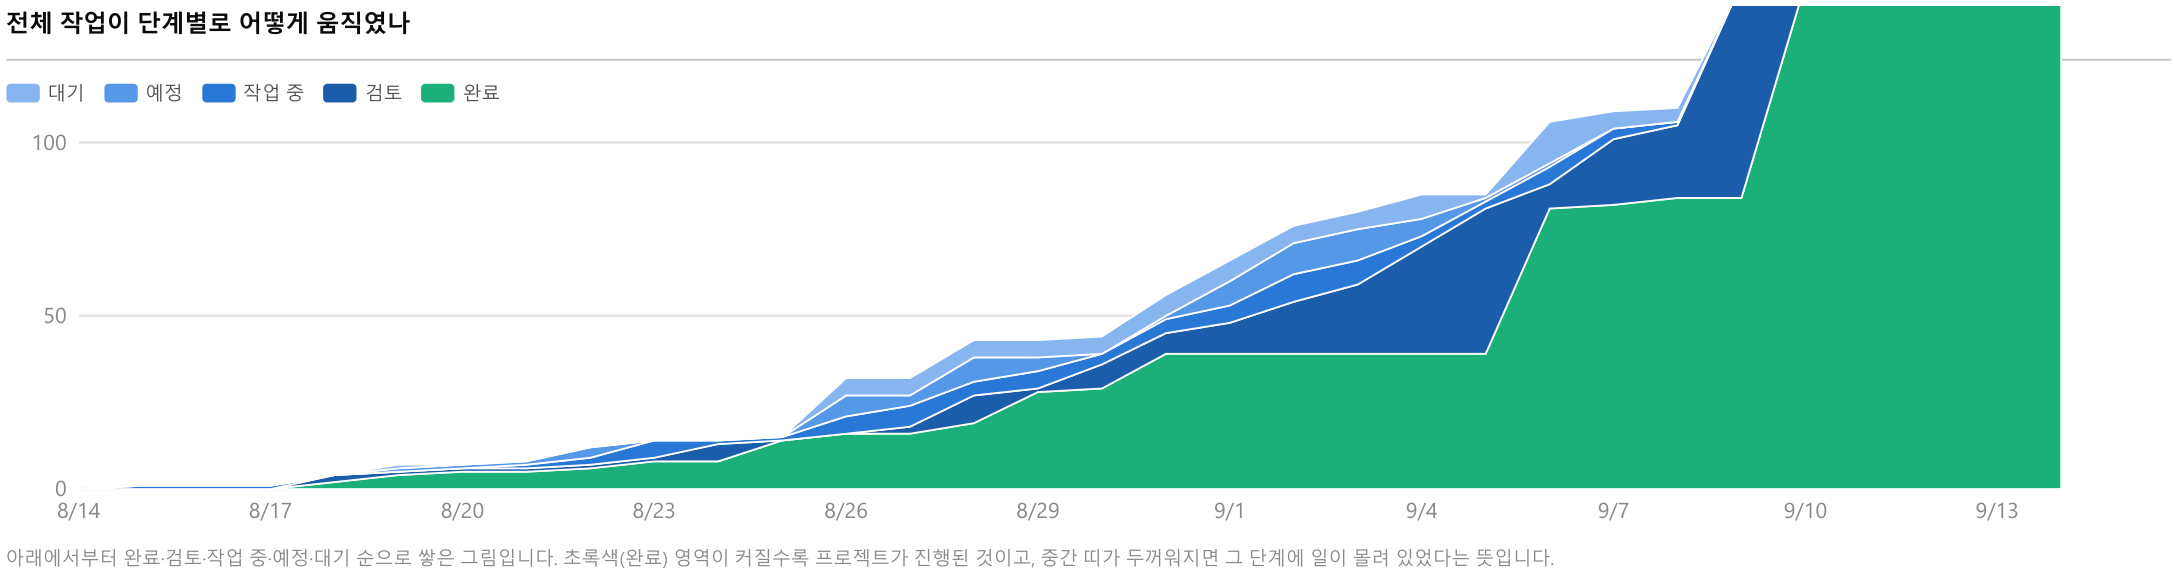 전체 작업이 단계별로 어떻게 움직였나
대기 예정 작업 중 검토 완료
100
50
0
8/14 8/17 8/20 8/23 8/26 8/29 9/1 9/4 9/7 9/10 9/13
아래에서부터 완료·검토·작업 중·예정·대기 순으로 쌓은 그림입니다. 초록색(완료) 영역이 커질수록 프로젝트가 진행된 것이고, 중간 띠가 두꺼워지면 그 단계에 일이 몰려 있었다는 뜻입니다.